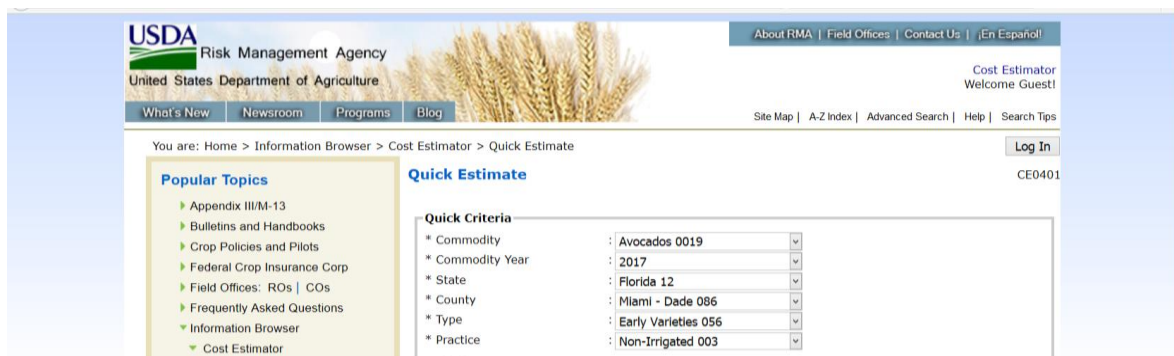 USDA
Risk Management Agency
United States Department of Agriculture
About RMA | Field Offices | Contact Us | ¡En Español!
Cost Estimator
Welcome Guest!
What's New Newsroom Programs Blog
Site Map | A-Z Index | Advanced Search | Help | Search Tips
You are: Home > Information Browser > Cost Estimator > Quick Estimate
Log In
Popular Topics
Appendix III/M-13
Bulletins and Handbooks
Crop Policies and Pilots
Federal Crop Insurance Corp
Field Offices: ROs | COs
Frequently Asked Questions
Information Browser
Cost Estimator
Quick Estimate
CE0401
Quick Criteria
* Commodity : Avocados 0019
* Commodity Year : 2017
* State : Florida 12
* County : Miami - Dade 086
* Type : Early Varieties 056
* Practice : Non-Irrigated 003